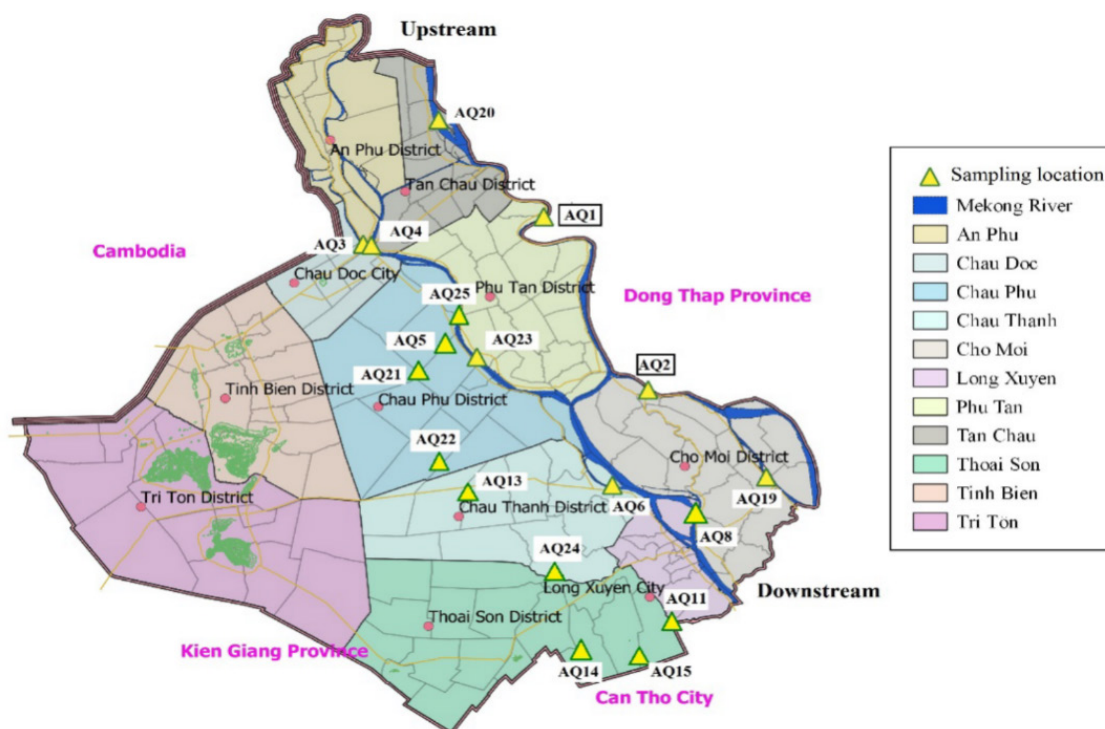 Upstream
AQ20
An Phu District
Tan Chau District
AQ1
AQ3
AQ4
Cambodia
Chau Doc City
Phu Tan District
Dong Thap Province
AQ25
AQ5
AQ23
AQ21
AQ2
Tinh Bien District
Chau Phu District
AQ22
Cho Moi District
AQ13
AQ19
Tri Ton District
Chau Thanh District
AQ6
AQ8
AQ24
Long Xuyen City
Downstream
AQ11
Thoai Son District
Kien Giang Province
AQ14
AQ15
Can Tho City
Sampling location
Mekong River
An Phu
Chau Doc
Chau Phu
Chau Thanh
Cho Moi
Long Xuyen
Phu Tan
Tan Chau
Thoai Son
Tinh Bien
Tri Ton